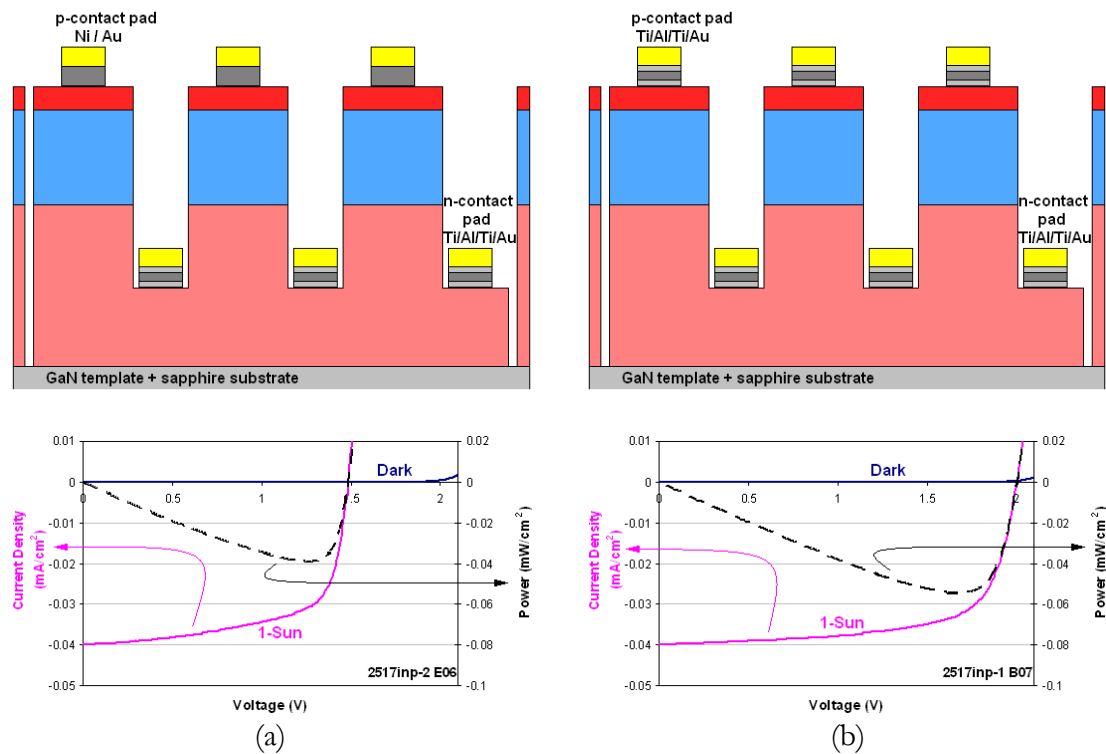 p-contact pad
Ni / Au
n-contact
pad
Ti/Al/Ti/Au
GaN template + sapphire substrate
p-contact pad
Ti/Al/Ti/Au
n-contact
pad
Ti/Al/Ti/Au
GaN template + sapphire substrate
0.01
0
-0.01
-0.02
-0.03
-0.04
-0.05
Current Density
(mA/cm²)
0
0.5
1
1.5
2
Voltage (V)
0.02
0
-0.02
-0.04
-0.06
-0.08
-0.1
Power (mW/cm²)
Dark
1-Sun
2517inp-2 E06
(a)
0.01
0
-0.01
-0.02
-0.03
-0.04
-0.05
Current Density
(mA/cm²)
0
0.5
1
1.5
2
Voltage (V)
0.02
0
-0.02
-0.04
-0.06
-0.08
-0.1
Power (mW/cm²)
Dark
1-Sun
2517inp-1 B07
(b)